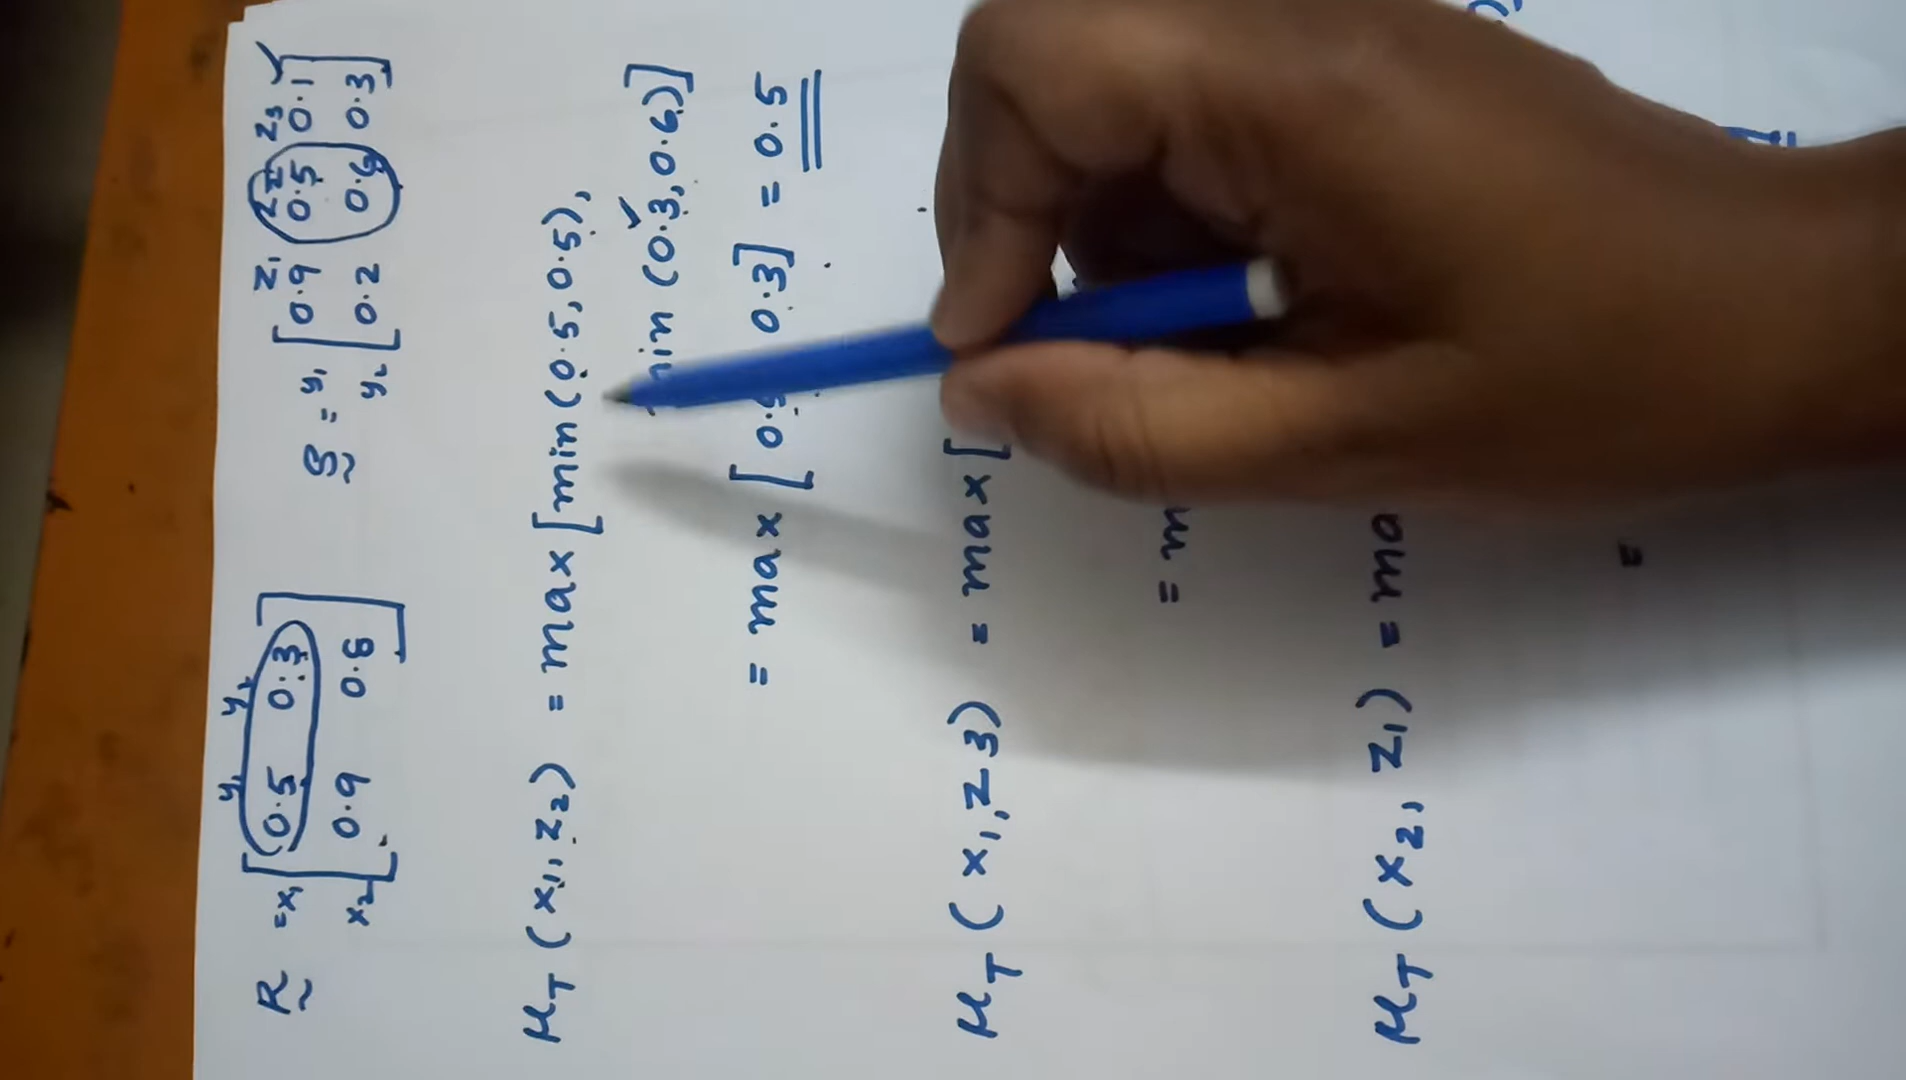 y₁ y₂ z₁ z₂ z₃
R = x₁ [ 0.5 0.3 ] S = y₁ [ 0.9 0.5 0.1 ]
x₂ [ 0.9 0.8 ] y₂ [ 0.2 0.6 0.3 ]
μT (x₁, z₂) = max [min (0.5, 0.5),
min (0.3, 0.6)]
= max [ 0.5 0.3] = 0.5
μT (x₁, z3) = max [
= m
μT (x₂, z₁) = ma
=